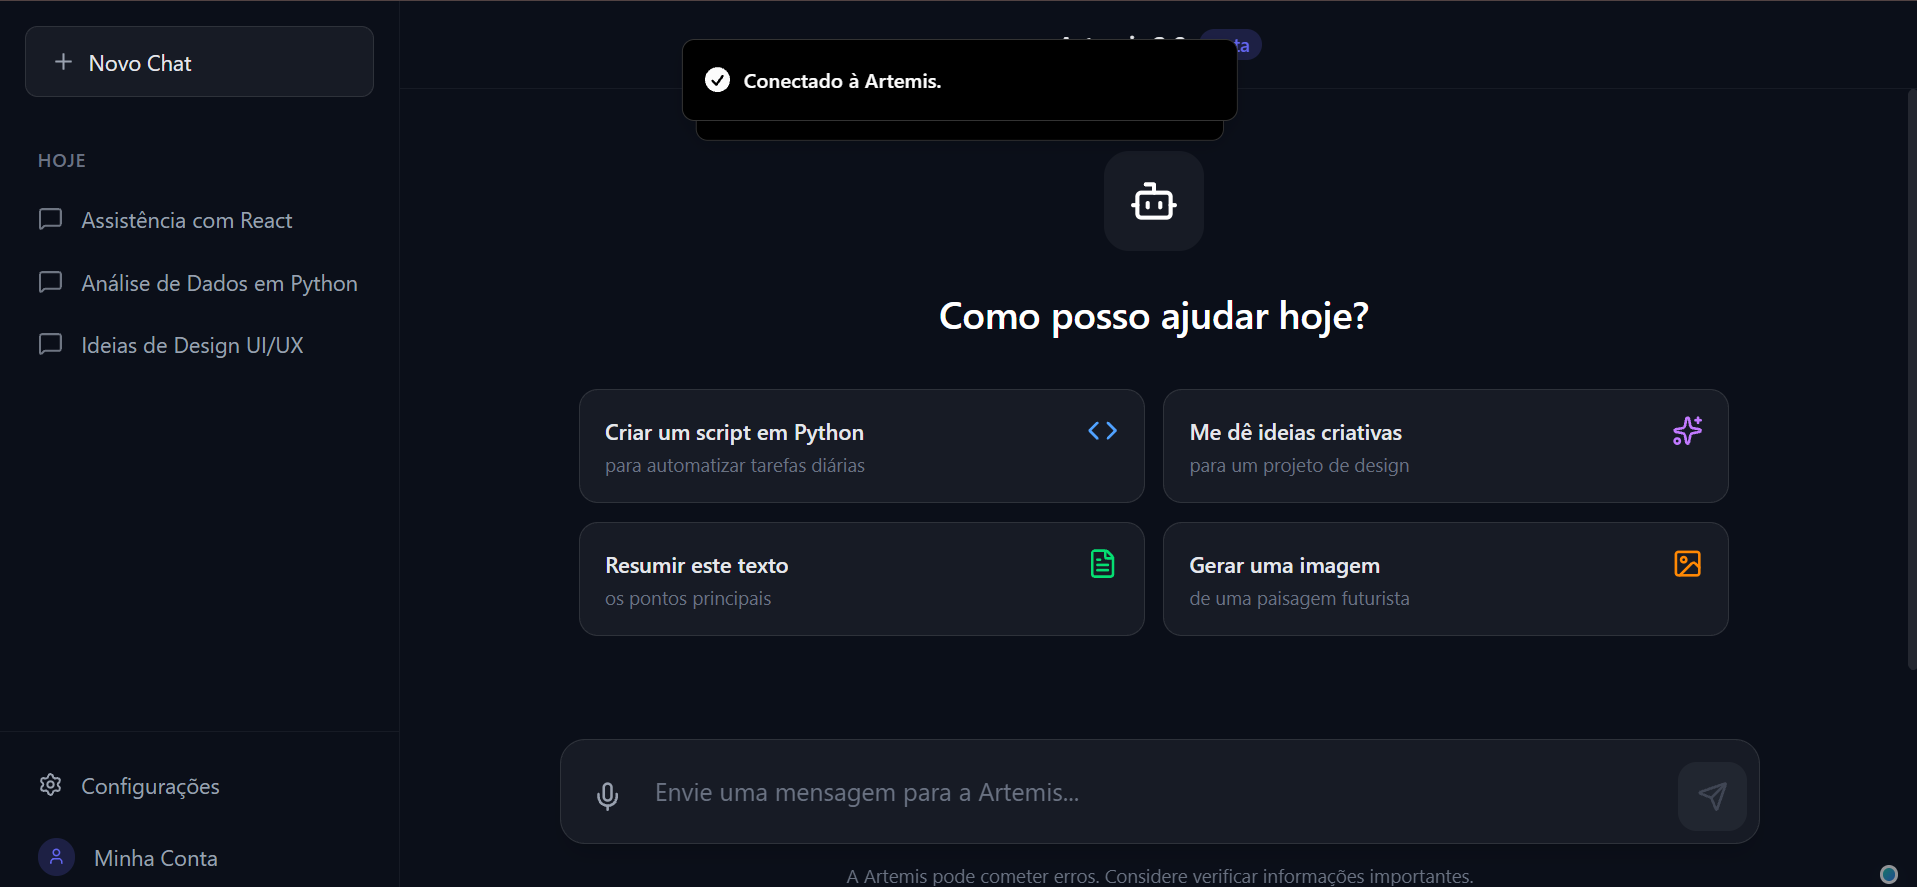 Novo Chat
HOJE
Assistência com React
Análise de Dados em Python
Ideias de Design UI/UX
Configurações
Minha Conta
Conectado à Artemis.
Como posso ajudar hoje?
Criar um script em Python
para automatizar tarefas diárias
Me dê ideias criativas
para um projeto de design
Resumir este texto
os pontos principais
Gerar uma imagem
de uma paisagem futurista
Envie uma mensagem para a Artemis...
A Artemis pode cometer erros. Considere verificar informações importantes.